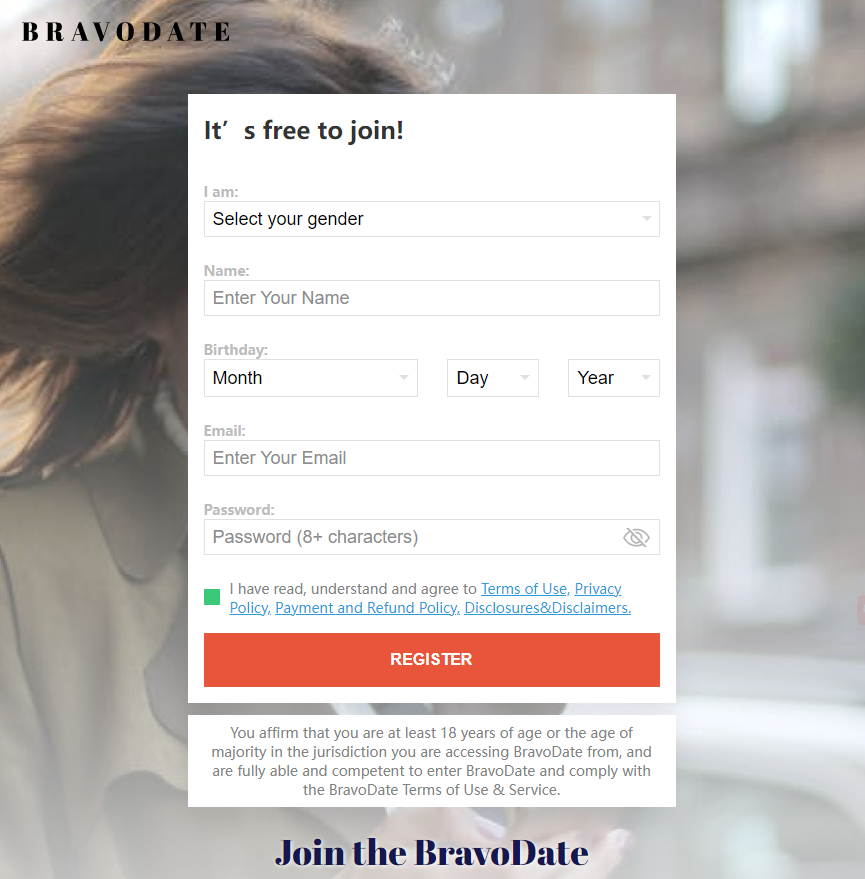 BRAVODATE
It’s free to join!
I am:
Select your gender
Name:
Enter Your Name
Birthday:
Month Day Year
Email:
Enter Your Email
Password:
Password (8+ characters)
I have read, understand and agree to Terms of Use, Privacy
Policy, Payment and Refund Policy, Disclosures&Disclaimers.
REGISTER
You affirm that you are at least 18 years of age or the age of
majority in the jurisdiction you are accessing BravoDate from, and
are fully able and competent to enter BravoDate and comply with
the BravoDate Terms of Use & Service.
Join the BravoDate